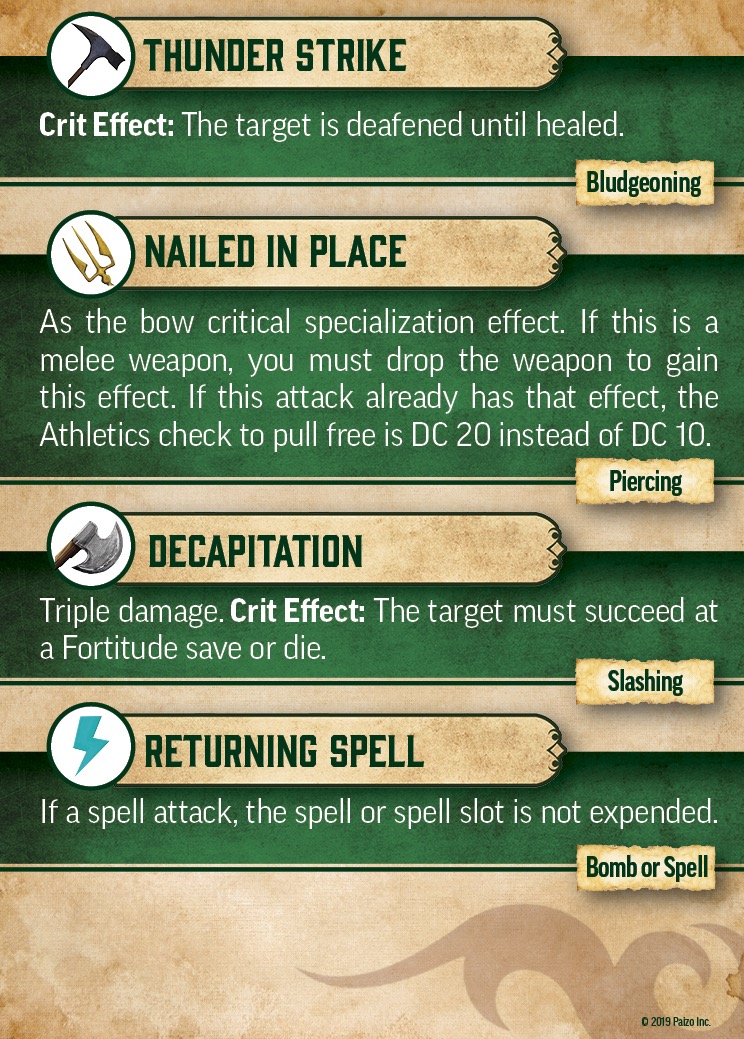 THUNDER STRIKE
Crit Effect: The target is deafened until healed.
Bludgeoning
NAILED IN PLACE
As the bow critical specialization effect. If this is a
melee weapon, you must drop the weapon to gain
this effect. If this attack already has that effect, the
Athletics check to pull free is DC 20 instead of DC 10.
Piercing
DECAPITATION
Triple damage. Crit Effect: The target must succeed at
a Fortitude save or die.
Slashing
RETURNING SPELL
If a spell attack, the spell or spell slot is not expended.
Bomb or Spell
© 2019 Paizo Inc.